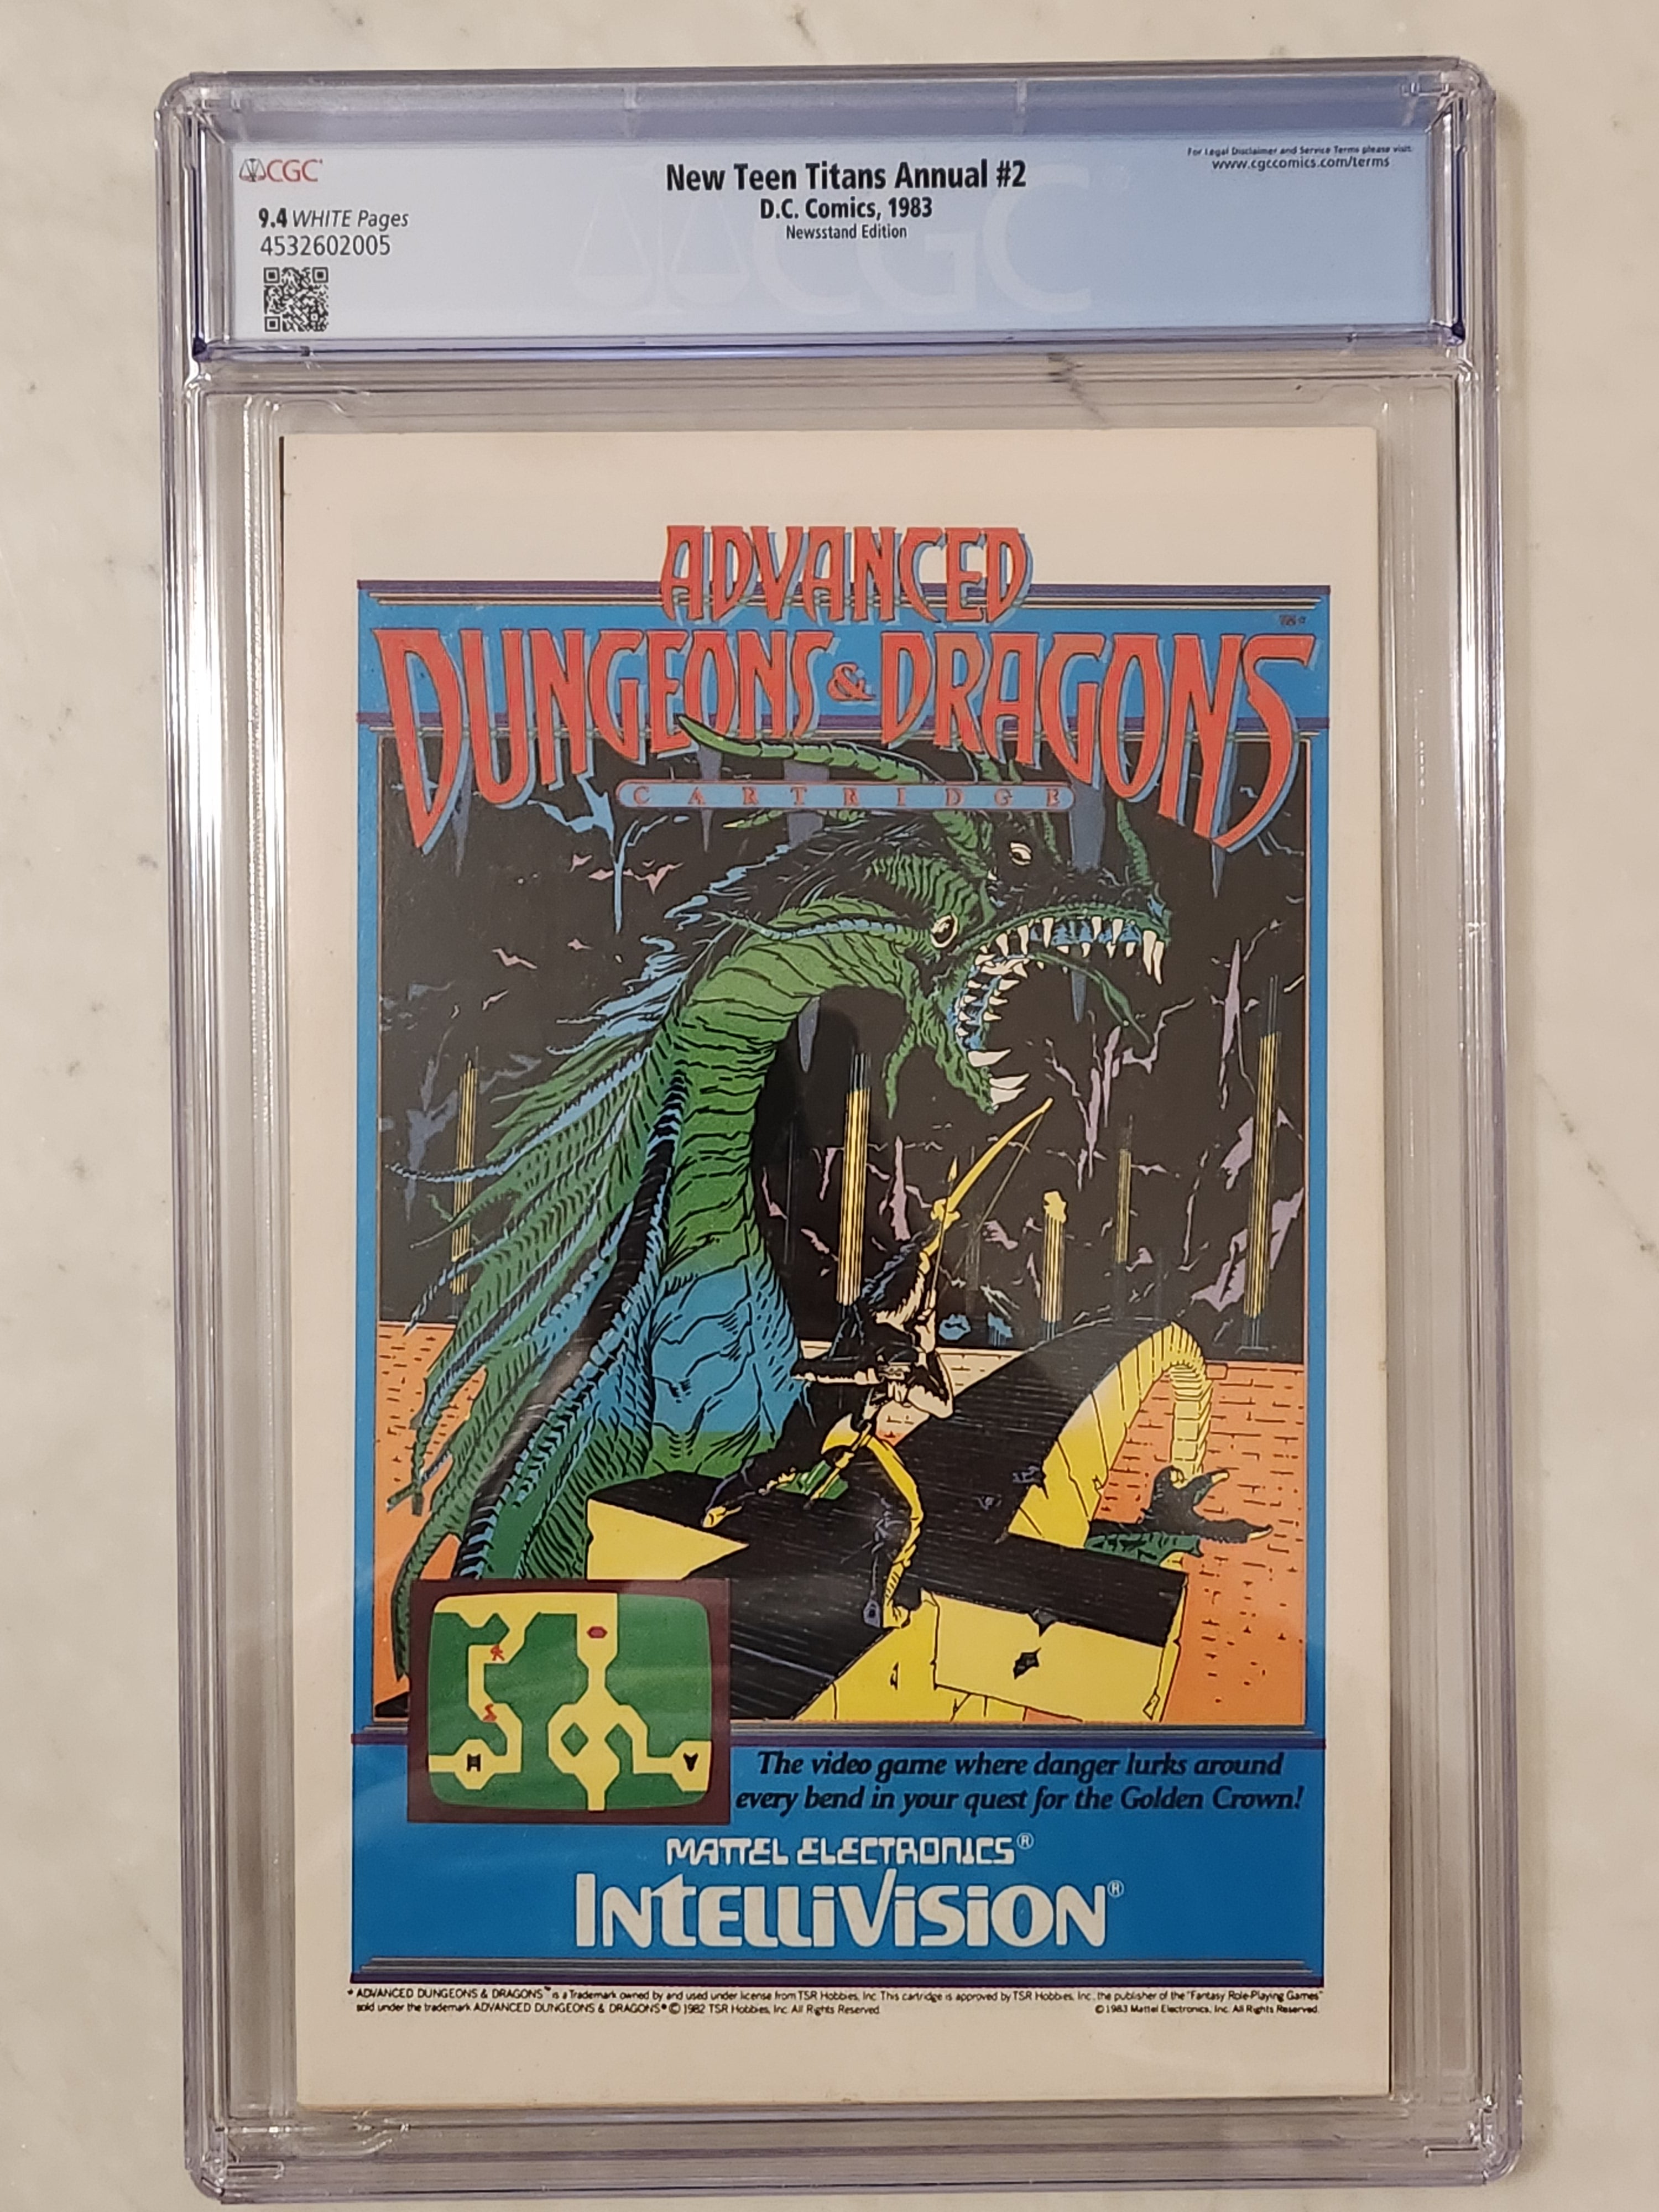 CGC
New Teen Titans Annual #2
For Legal Disclaimer and Service Terms please visit:
www.cgccomics.com/terms
9.4 WHITE Pages
D.C. Comics, 1983
4532602005
Newsstand Edition
CGC
ADVANCED
DUNGEONS & DRAGONS
CARTRIDGE
The video game where danger lurks around
every bend in your quest for the Golden Crown!
MATTEL ELECTRONICS®
INTELLIVISION®
* ADVANCED DUNGEONS & DRAGONS™ is a Trademark owned by and used under license from TSR Hobbies, Inc. This cartridge is approved by TSR Hobbies, Inc., the publisher of the "Fantasy Role-Playing Games"
sold under the trademark ADVANCED DUNGEONS & DRAGONS® © 1982 TSR Hobbies, Inc. All Rights Reserved.
© 1983 Mattel Electronics, Inc. All Rights Reserved.